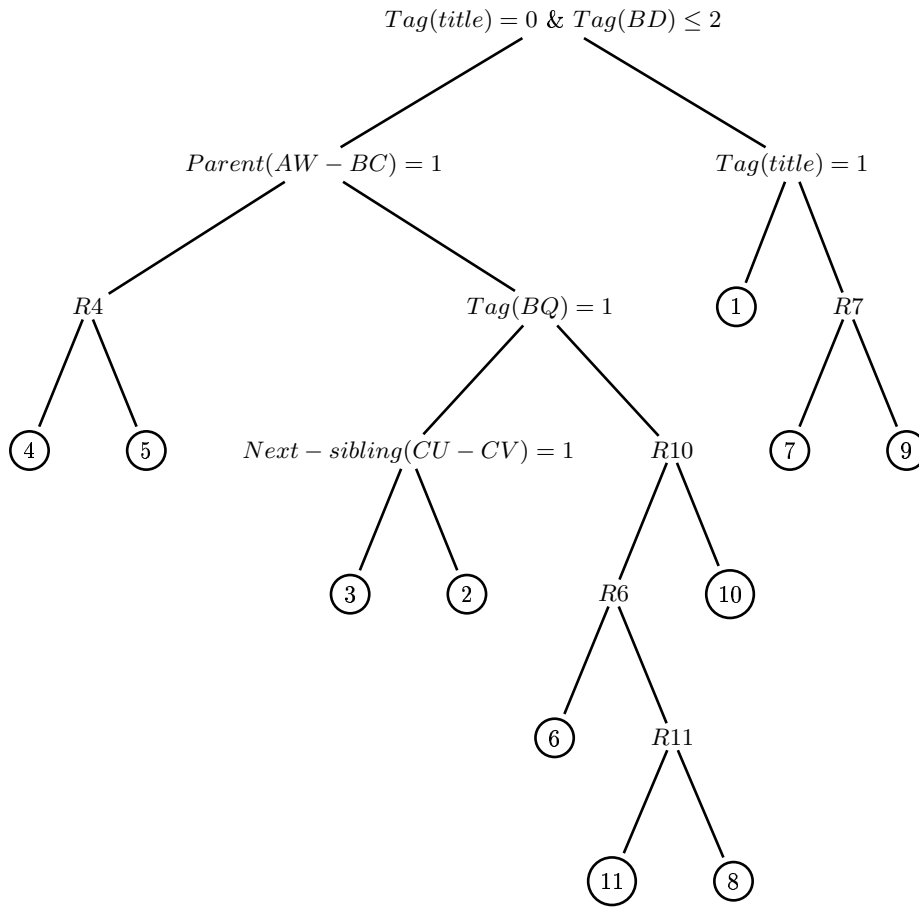 Tag(title) = 0 & Tag(BD) ≤ 2
Parent(AW − BC) = 1
Tag(title) = 1
R4
Tag(BQ) = 1
1
R7
4
5
Next − sibling(CU − CV) = 1
R10
7
9
3
2
R6
10
6
R11
11
8